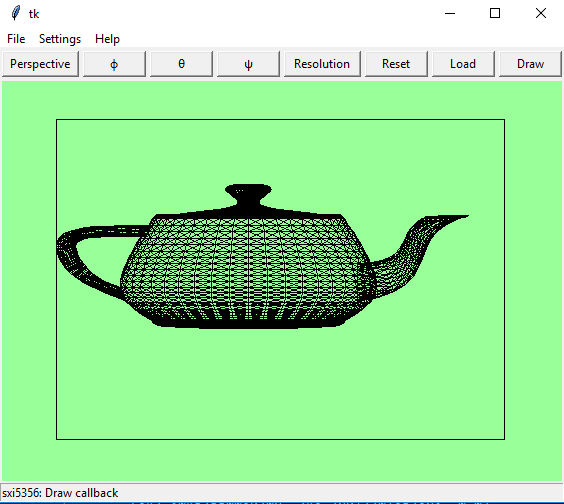 tk
File Settings Help
Perspective ϕ θ ψ Resolution Reset Load Draw
sxi5356: Draw callback